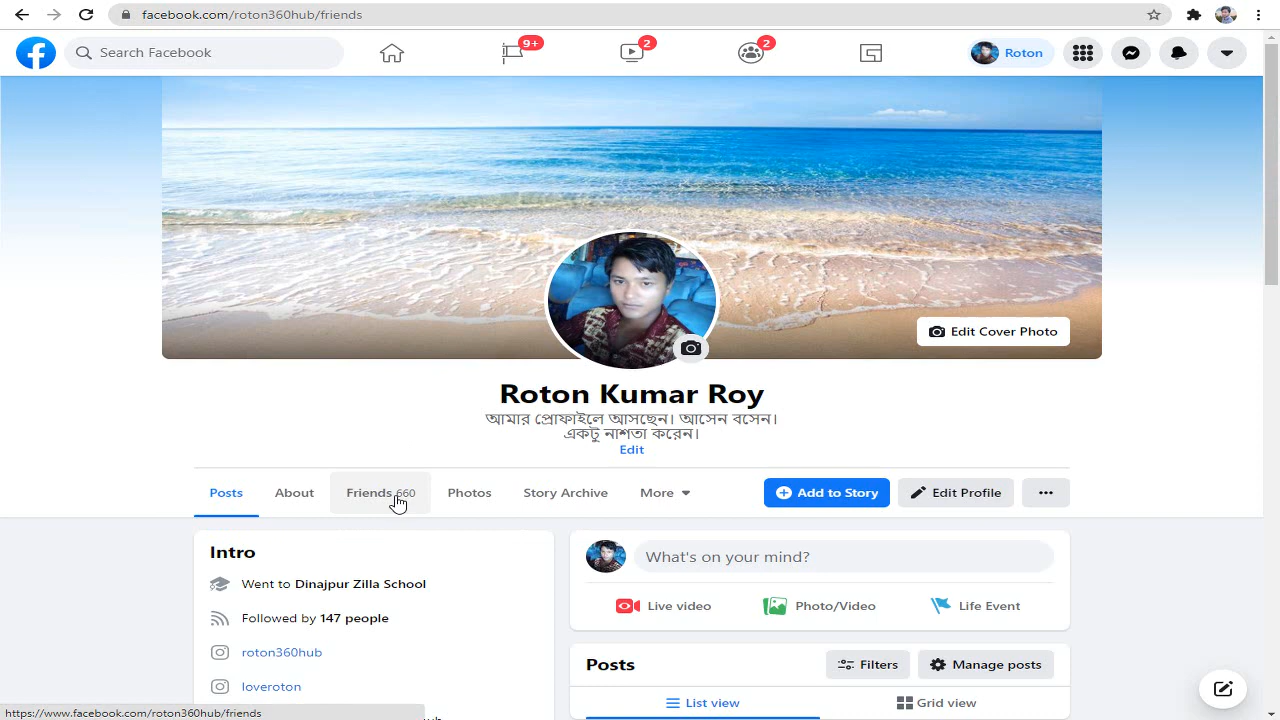 facebook.com/roton360hub/friends
Search Facebook
9+
2
2
Roton
Edit Cover Photo
Roton Kumar Roy
আমার প্রোফাইলে আসছেন। আসেন বসেন।
একটু নাশতা করেন।
Edit
Posts About Friends 660 Photos Story Archive More
Add to Story Edit Profile
Intro
Went to Dinajpur Zilla School
Followed by 147 people
roton360hub
loveroton
What's on your mind?
Live video Photo/Video Life Event
Posts Filters Manage posts
List view Grid view
https://www.facebook.com/roton360hub/friends